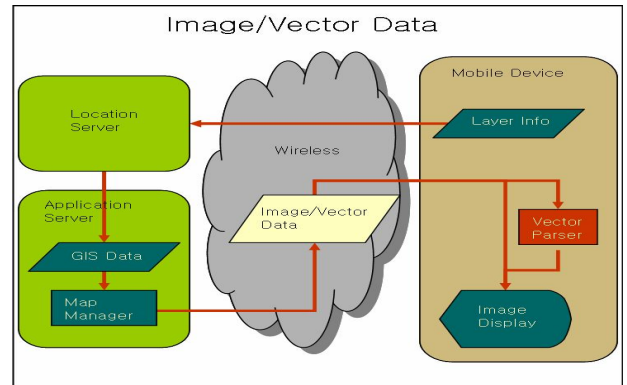 Image/Vector Data
Mobile Device
Location
Server
Layer Info
Wireless
Application
Server
Image/Vector
Data
Vector
Parser
GIS Data
Map
Manager
Image
Display